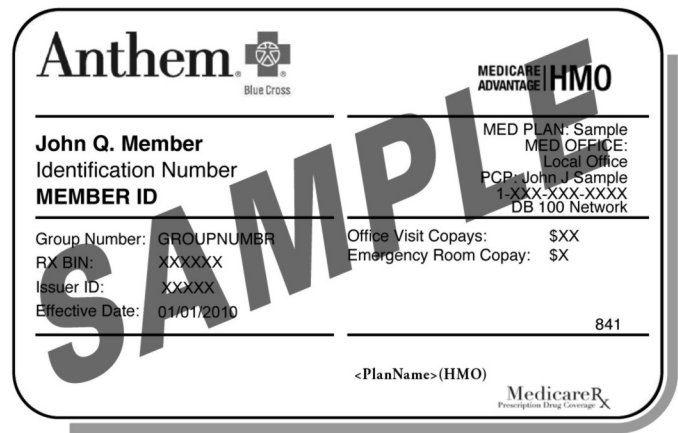 Anthem®
Blue Cross®
MEDICARE ADVANTAGE | HMO
John Q. Member
Identification Number
MEMBER ID
MED PLAN: Sample
MED OFFICE:
Local Office
PCP: John J Sample
1-XXX-XXX-XXXX
DB 100 Network
Group Number: GROUPNUMBR
RX BIN: XXXXXX
Issuer ID: XXXXX
Effective Date: 01/01/2010
Office Visit Copays: $XX
Emergency Room Copay: $X
841
<PlanName>(HMO)
MedicareRx
Prescription Drug Coverage
SAMPLE